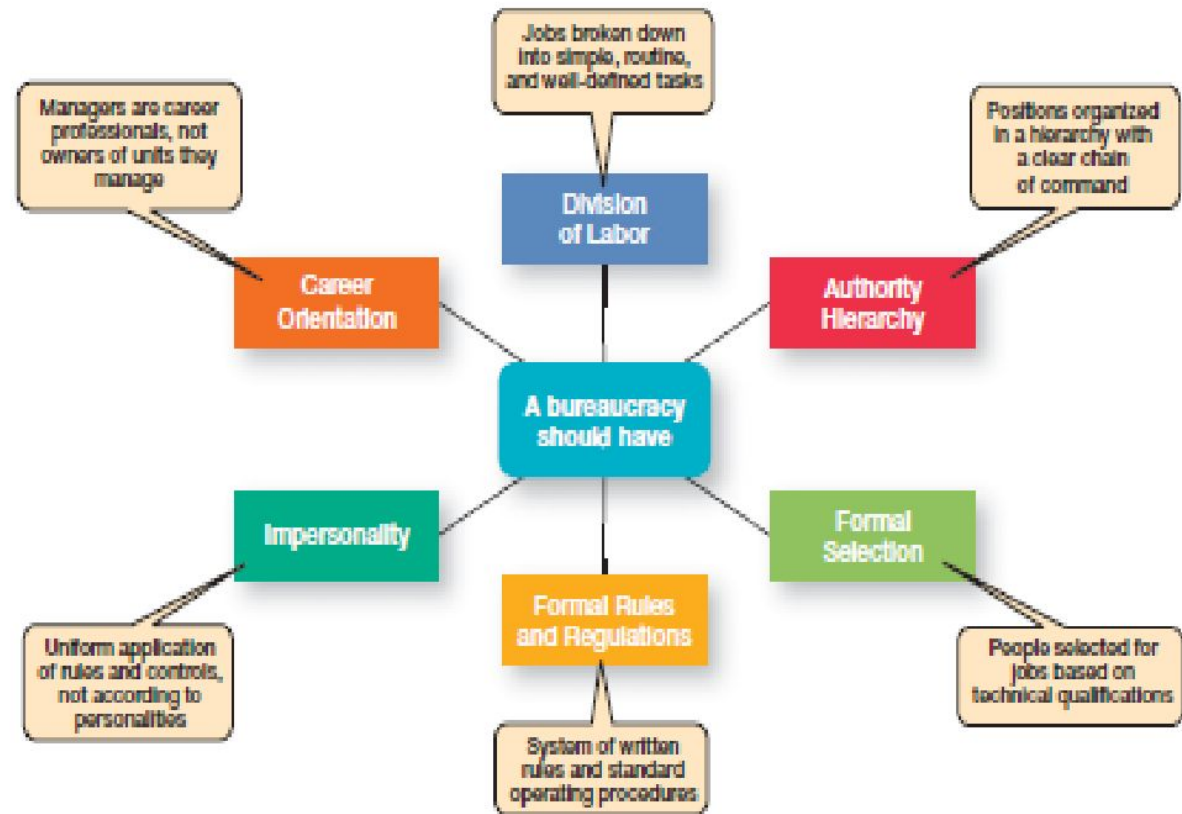 Jobs broken down
into simple, routine,
and well-defined tasks
Managers are career
professionals, not
owners of units they
manage
Positions organized
in a hierarchy with
a clear chain
of command
Division
of Labor
Career
Orientation
Authority
Hierarchy
A bureaucracy
should have
Impersonality
Formal
Selection
Formal Rules
and Regulations
Uniform application
of rules and controls,
not according to
personalities
People selected for
jobs based on
technical qualifications
System of written
rules and standard
operating procedures